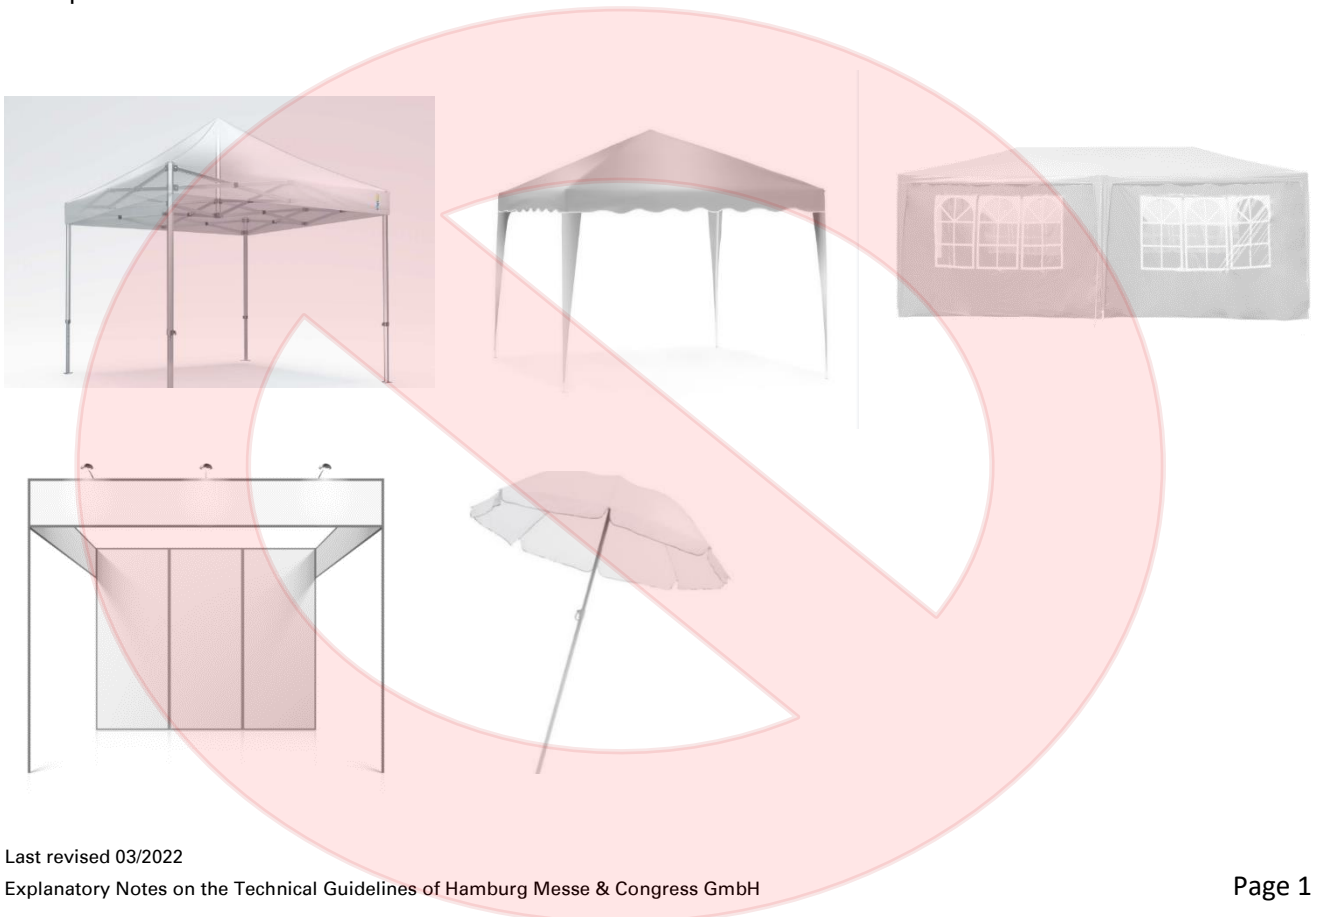 Last revised 03/2022
Explanatory Notes on the Technical Guidelines of Hamburg Messe & Congress GmbH
Page 1